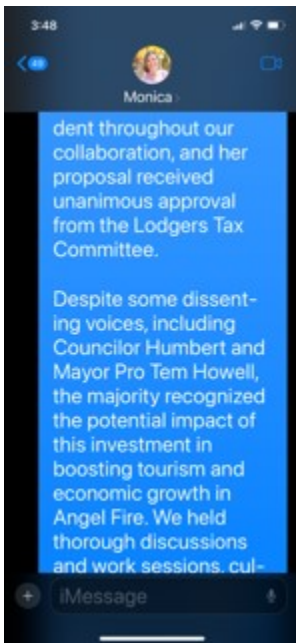 3:48
49
Monica
dent throughout our
collaboration, and her
proposal received
unanimous approval
from the Lodgers Tax
Committee.
Despite some dissent-
ing voices, including
Councilor Humbert and
Mayor Pro Tem Howell,
the majority recognized
the potential impact of
this investment in
boosting tourism and
economic growth in
Angel Fire. We held
thorough discussions
and work sessions, cul-
iMessage